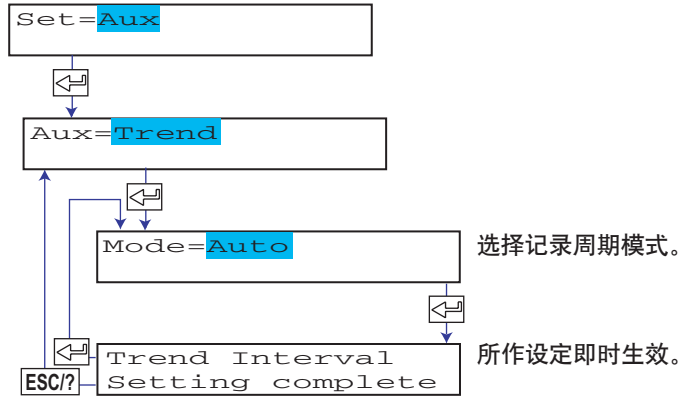 Set=Aux
Aux=Trend
Mode=Auto
选择记录周期模式。
Trend Interval
Setting complete
所作设定即时生效。
ESC/?